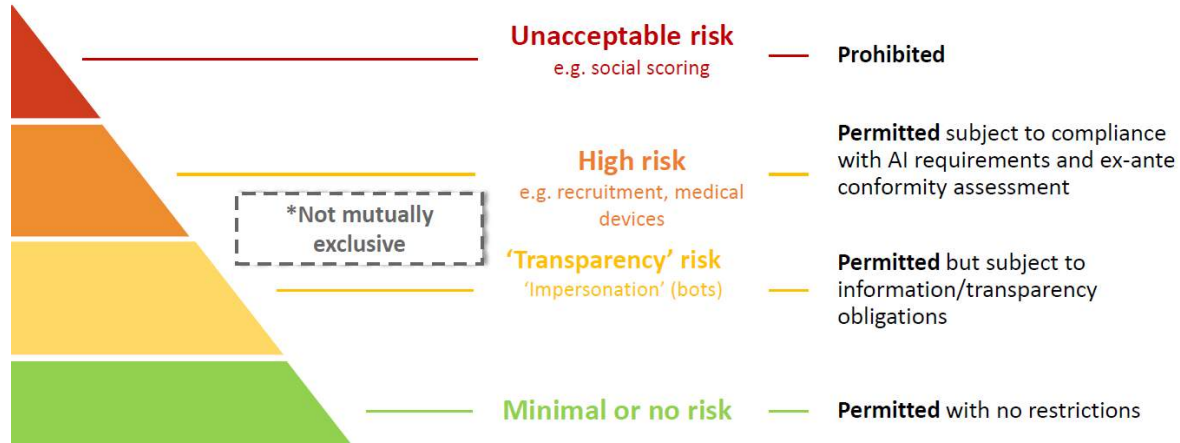 Unacceptable risk
e.g. social scoring
Prohibited
High risk
e.g. recruitment, medical
devices
Permitted subject to compliance
with AI requirements and ex-ante
conformity assessment
*Not mutually
exclusive
‘Transparency’ risk
‘Impersonation’ (bots)
Permitted but subject to
information/transparency
obligations
Minimal or no risk
Permitted with no restrictions